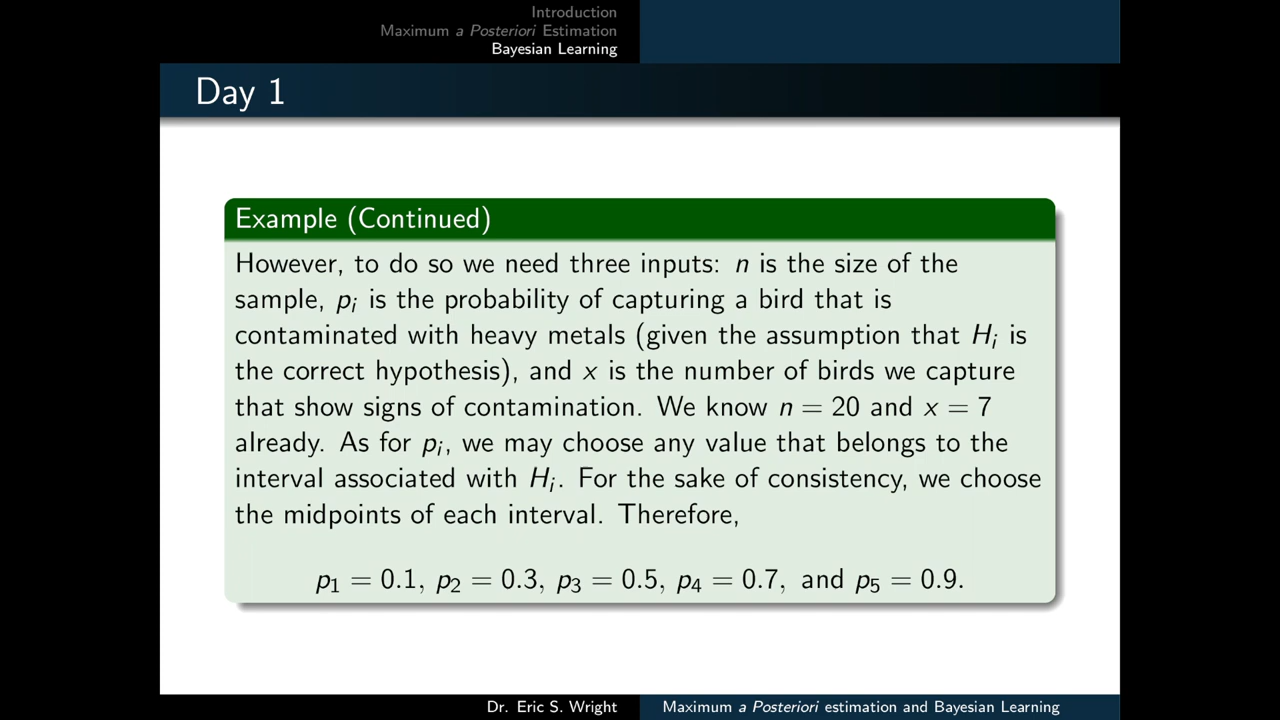 Introduction
Maximum a Posteriori Estimation
Bayesian Learning
Day 1
Example (Continued)
However, to do so we need three inputs: n is the size of the
sample, pᵢ is the probability of capturing a bird that is
contaminated with heavy metals (given the assumption that Hᵢ is
the correct hypothesis), and x is the number of birds we capture
that show signs of contamination. We know n = 20 and x = 7
already. As for pᵢ, we may choose any value that belongs to the
interval associated with Hᵢ. For the sake of consistency, we choose
the midpoints of each interval. Therefore,
p₁ = 0.1, p₂ = 0.3, p₃ = 0.5, p₄ = 0.7, and p₅ = 0.9.
Dr. Eric S. Wright
Maximum a Posteriori estimation and Bayesian Learning